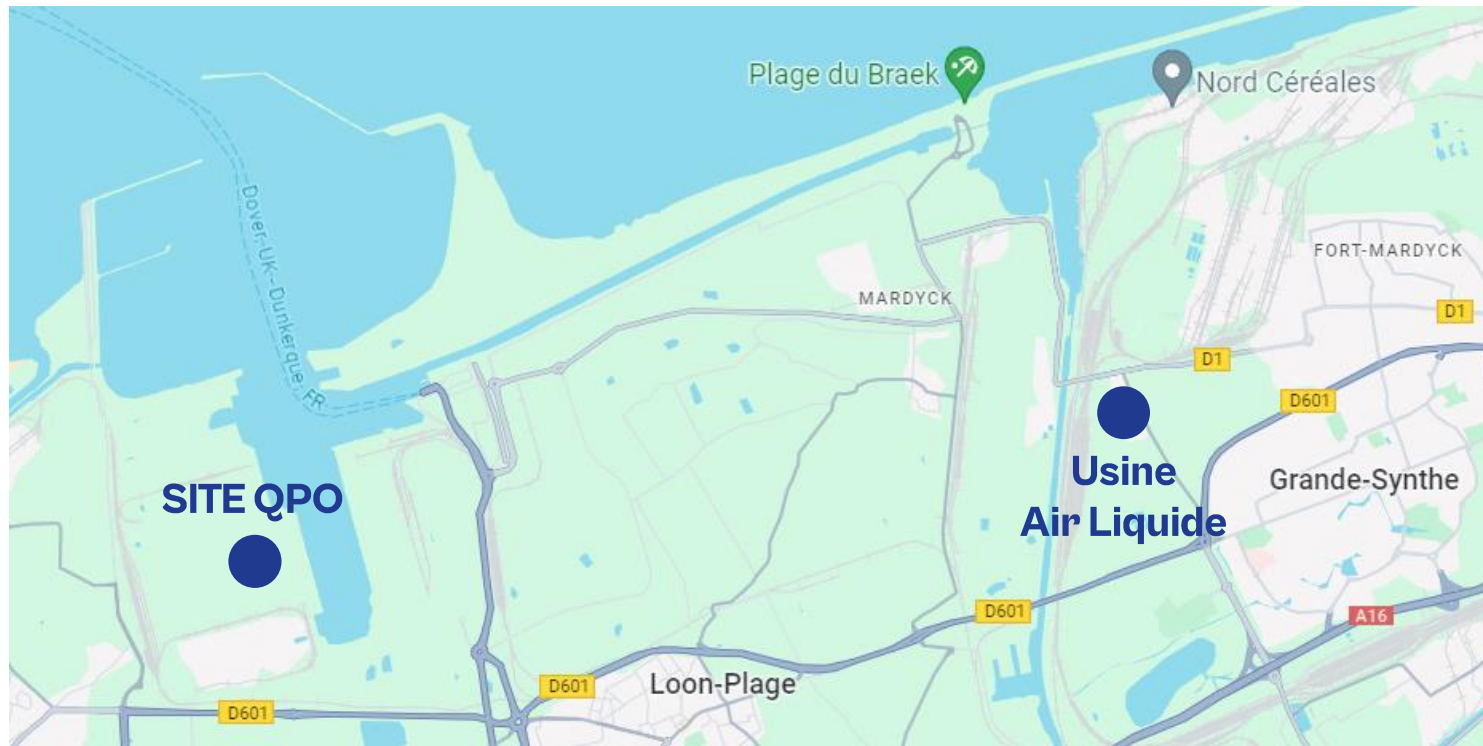 Plage du Braek
Nord Céréales
Dover UK - Dunkerque, FR
FORT-MARDYCK
MARDYCK
D1
D1
D601
SITE QPO
Usine
Air Liquide
Grande-Synthe
D601
A16
D601
Loon-Plage
D601